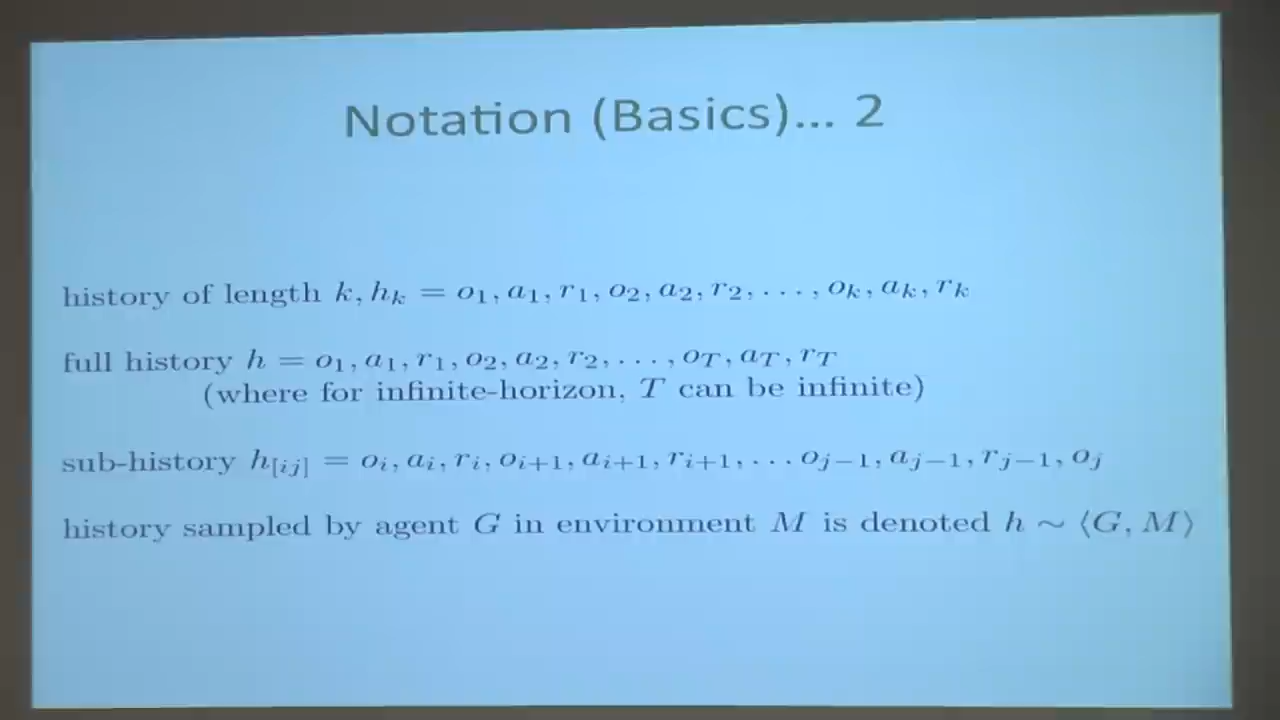 Notation (Basics)... 2
history of length k, h_k = o_1, a_1, r_1, o_2, a_2, r_2, . . . , o_k, a_k, r_k
full history h = o_1, a_1, r_1, o_2, a_2, r_2, . . . , o_T, a_T, r_T
(where for infinite-horizon, T can be infinite)
sub-history h_{[ij]} = o_i, a_i, r_i, o_{i+1}, a_{i+1}, r_{i+1}, . . . o_{j−1}, a_{j−1}, r_{j−1}, o_j
history sampled by agent G in environment M is denoted h ∼ ⟨G, M⟩